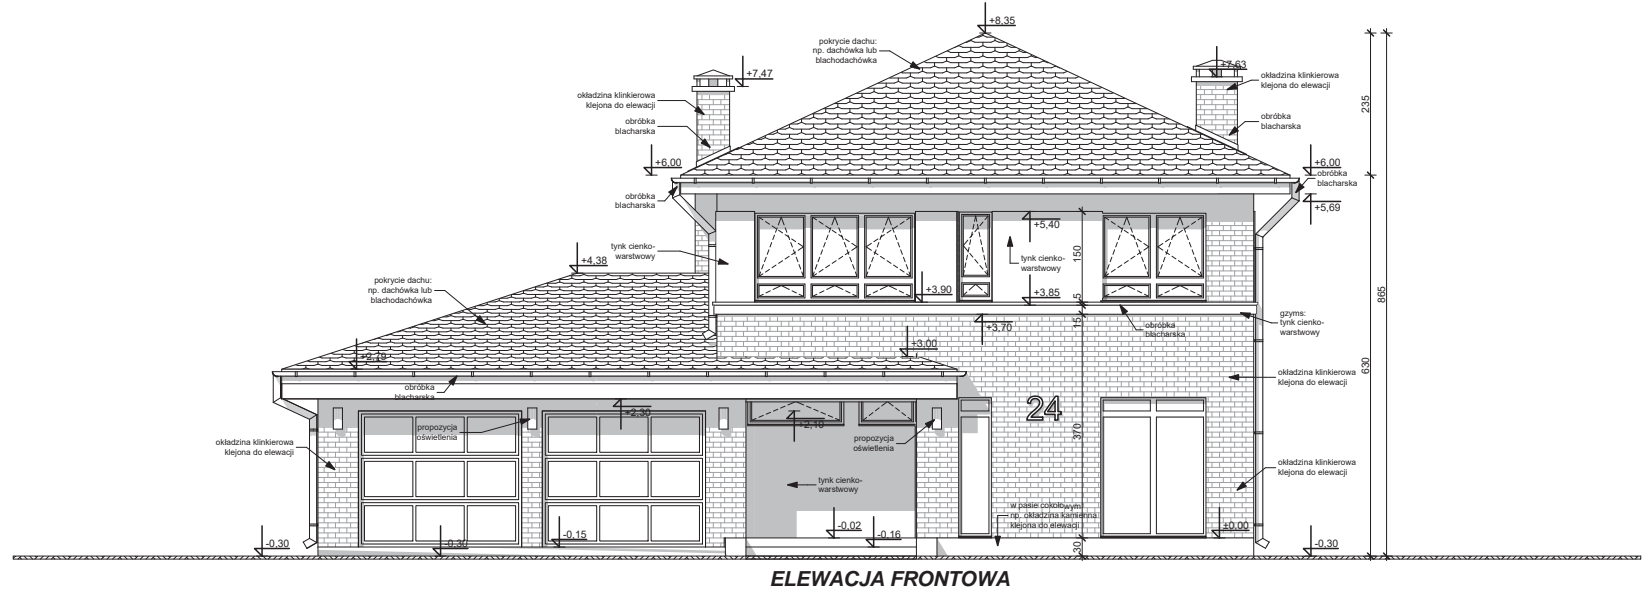 +8,35
pokrycie dachu:
np. dachówka lub
blachodachówka
+7,47
+7,63
okładzina klinkierowa
klejona do elewacji
okładzina klinkierowa
klejona do elewacji
235
obróbka
blacharska
obróbka
blacharska
+6,00
+6,00
obróbka
blacharska
obróbka
blacharska
+5,69
+5,40
tynk cienko-
warstwowy
150
tynk cienko-
warstwowy
+4,38
pokrycie dachu:
np. dachówka lub
blachodachówka
+3,90
+3,85
5
865
gzyms:
tynk cienko-
warstwowy
15
+3,70
obróbka
blacharska
+3,00
+2,79
630
okładzina klinkierowa
klejona do elewacji
obróbka
blacharska
24
+2,30
+2,10
propozycja
oświetlenia
370
propozycja
oświetlenia
okładzina klinkierowa
klejona do elewacji
okładzina klinkierowa
klejona do elewacji
tynk cienko-
warstwowy
w pasie cokołowym
np. okładzina kamienna
klejona do elewacji
-0,02
±0,00
-0,30
-0,30
-0,15
-0,16
30
-0,30
ELEWACJA FRONTOWA